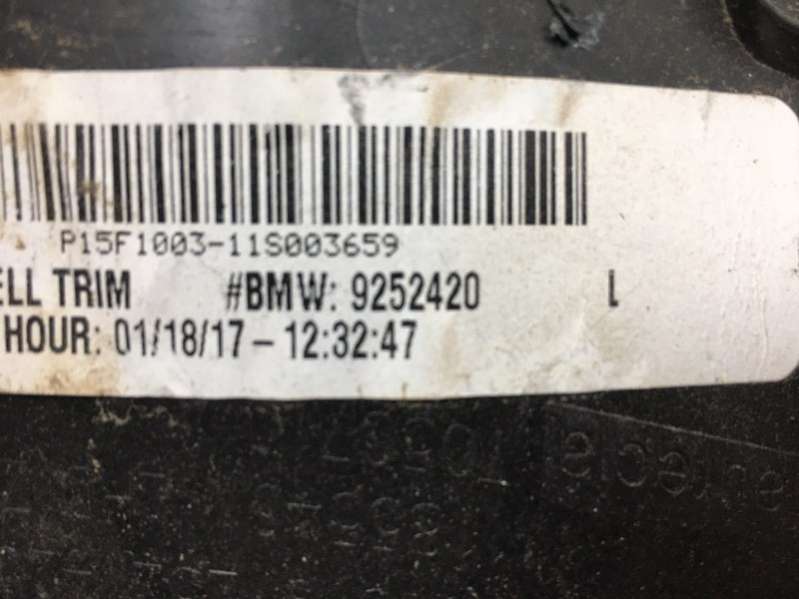 P15F1003-11S003659
ELL TRIM #BMW: 9252420 L
HOUR: 01/18/17 – 12:32:47